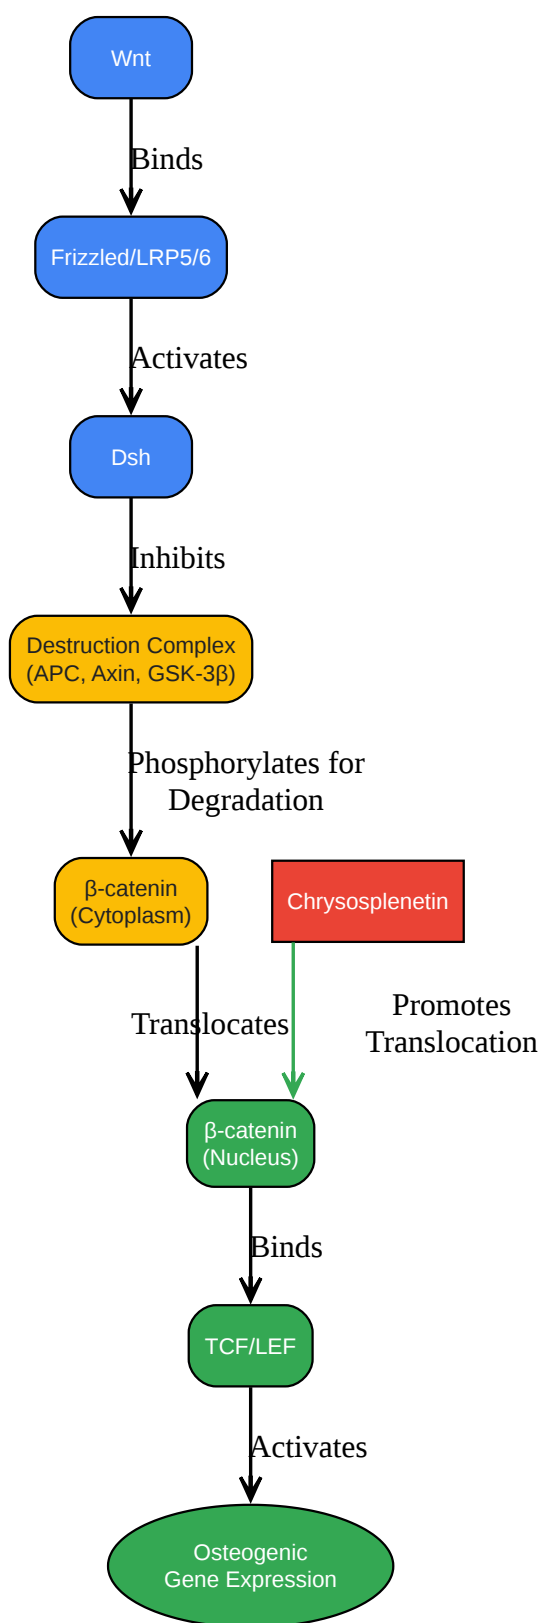 Wnt
Binds
Frizzled/LRP5/6
Activates
Dsh
Inhibits
Destruction Complex
(APC, Axin, GSK-3β)
Phosphorylates for
Degradation
β-catenin
(Cytoplasm)
Chrysosplenetin
Translocates
Promotes
Translocation
β-catenin
(Nucleus)
Binds
TCF/LEF
Activates
Osteogenic
Gene Expression